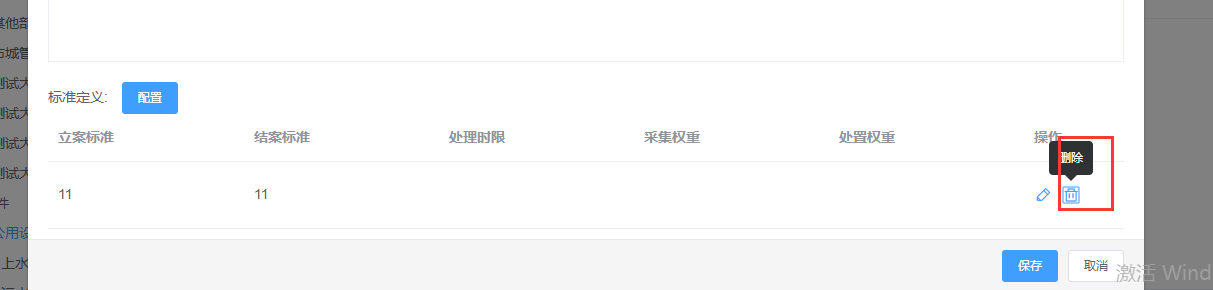 其他部
市城管
测试大
测试大
测试大
测试大
件
公用设
上水
标准定义: 配置
立案标准 结案标准 处理时限 采集权重 处置权重 操作
删除
11 11
保存 取消
激活 Wind